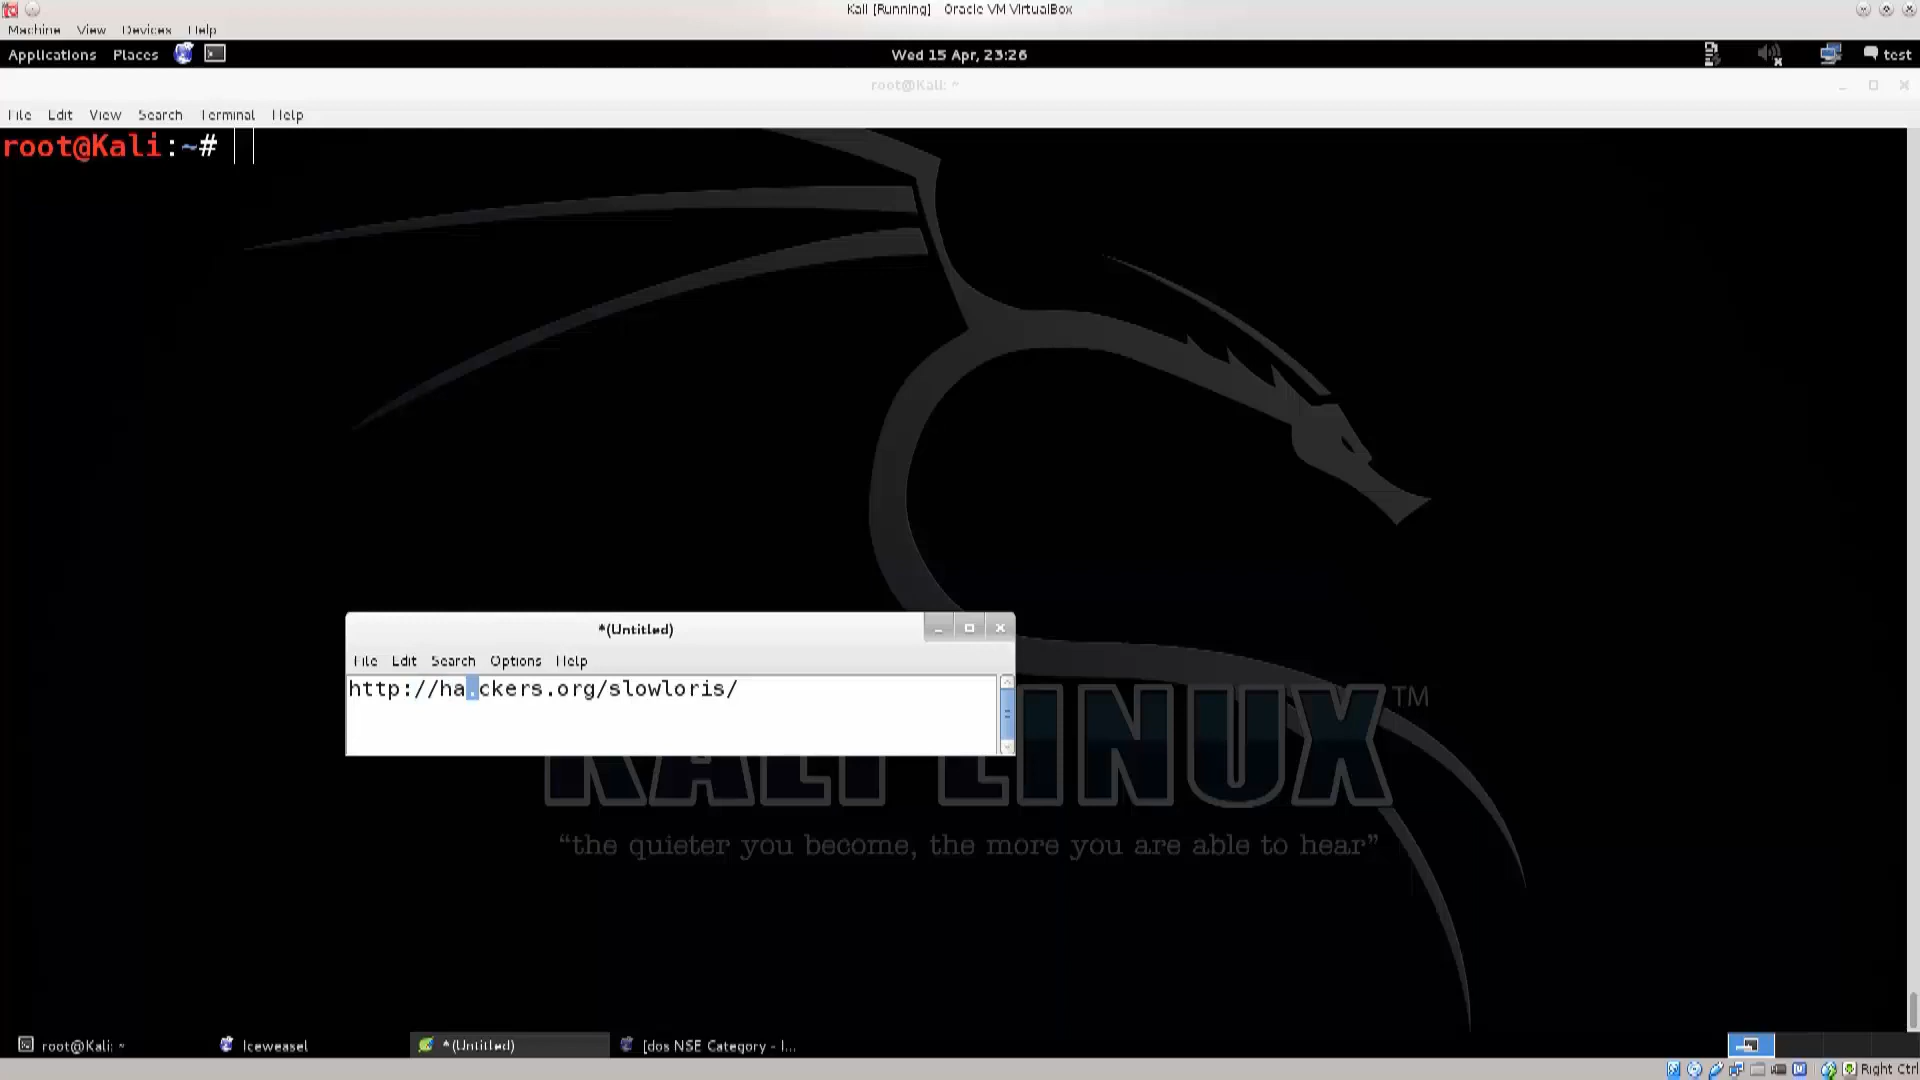 Kali [Running] - Oracle VM VirtualBox
Machine View Devices Help
Applications Places Wed 15 Apr, 23:26 test
root@Kali: ~
File Edit View Search Terminal Help
root@Kali:~#
*(Untitled)
File Edit Search Options Help
http://ha.ckers.org/slowloris/
KALI LINUX TM
“the quieter you become, the more you are able to hear”
root@Kali: ~ Iceweasel *(Untitled) [dos NSE Category - I...
Right Ctrl